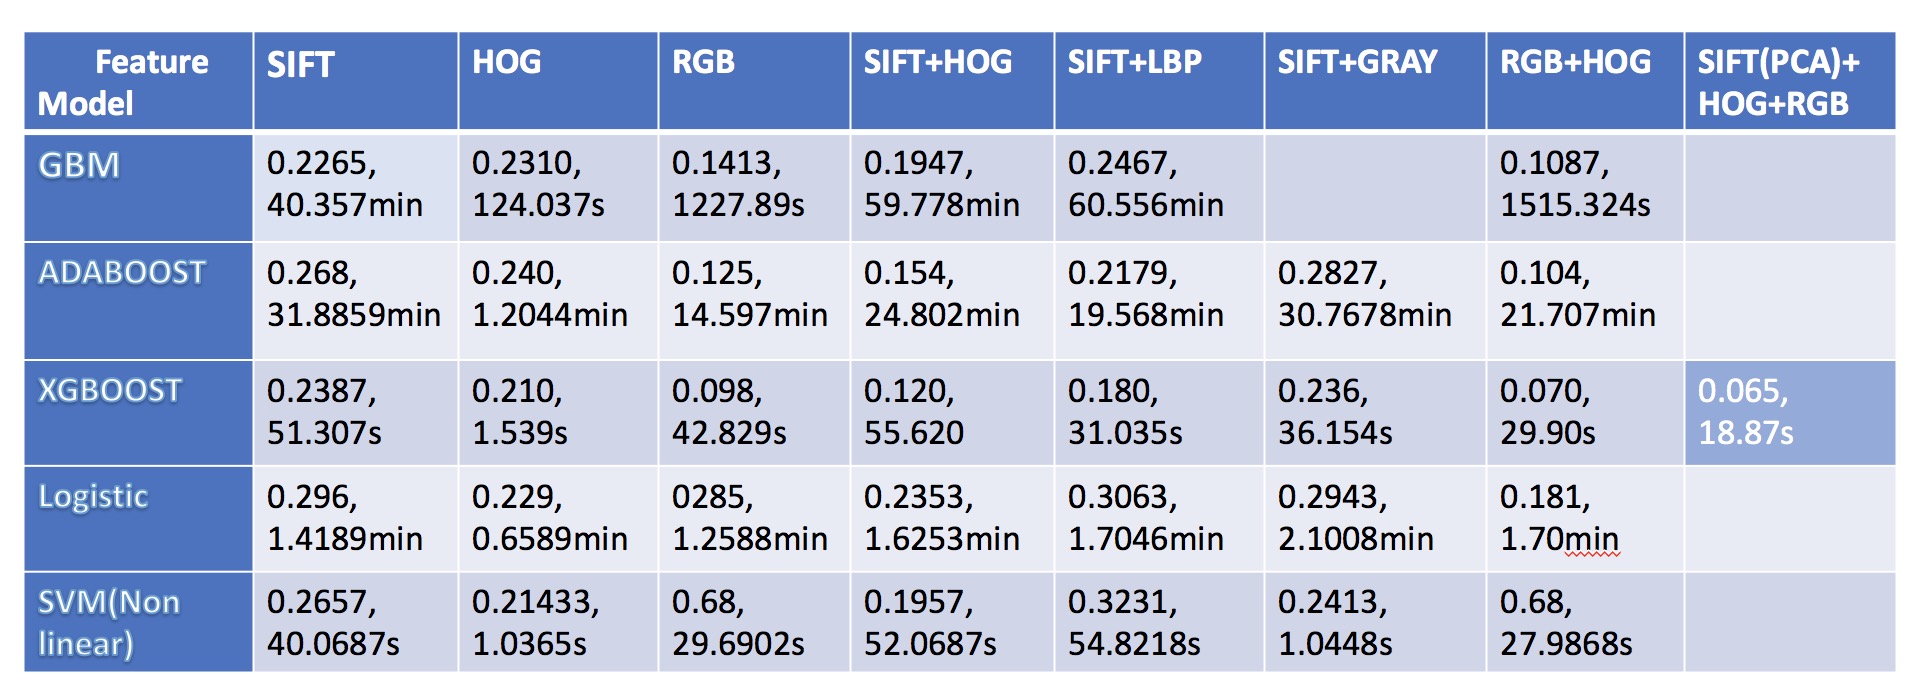 Feature SIFT HOG RGB SIFT+HOG SIFT+LBP SIFT+GRAY RGB+HOG SIFT(PCA)+
Model HOG+RGB
GBM 0.2265, 0.2310, 0.1413, 0.1947, 0.2467, 0.1087,
40.357min 124.037s 1227.89s 59.778min 60.556min 1515.324s
ADABOOST 0.268, 0.240, 0.125, 0.154, 0.2179, 0.2827, 0.104,
31.8859min 1.2044min 14.597min 24.802min 19.568min 30.7678min 21.707min
XGBOOST 0.2387, 0.210, 0.098, 0.120, 0.180, 0.236, 0.070, 0.065,
51.307s 1.539s 42.829s 55.620 31.035s 36.154s 29.90s 18.87s
Logistic 0.296, 0.229, 0285, 0.2353, 0.3063, 0.2943, 0.181,
1.4189min 0.6589min 1.2588min 1.6253min 1.7046min 2.1008min 1.70min
SVM(Non 0.2657, 0.21433, 0.68, 0.1957, 0.3231, 0.2413, 0.68,
linear) 40.0687s 1.0365s 29.6902s 52.0687s 54.8218s 1.0448s 27.9868s